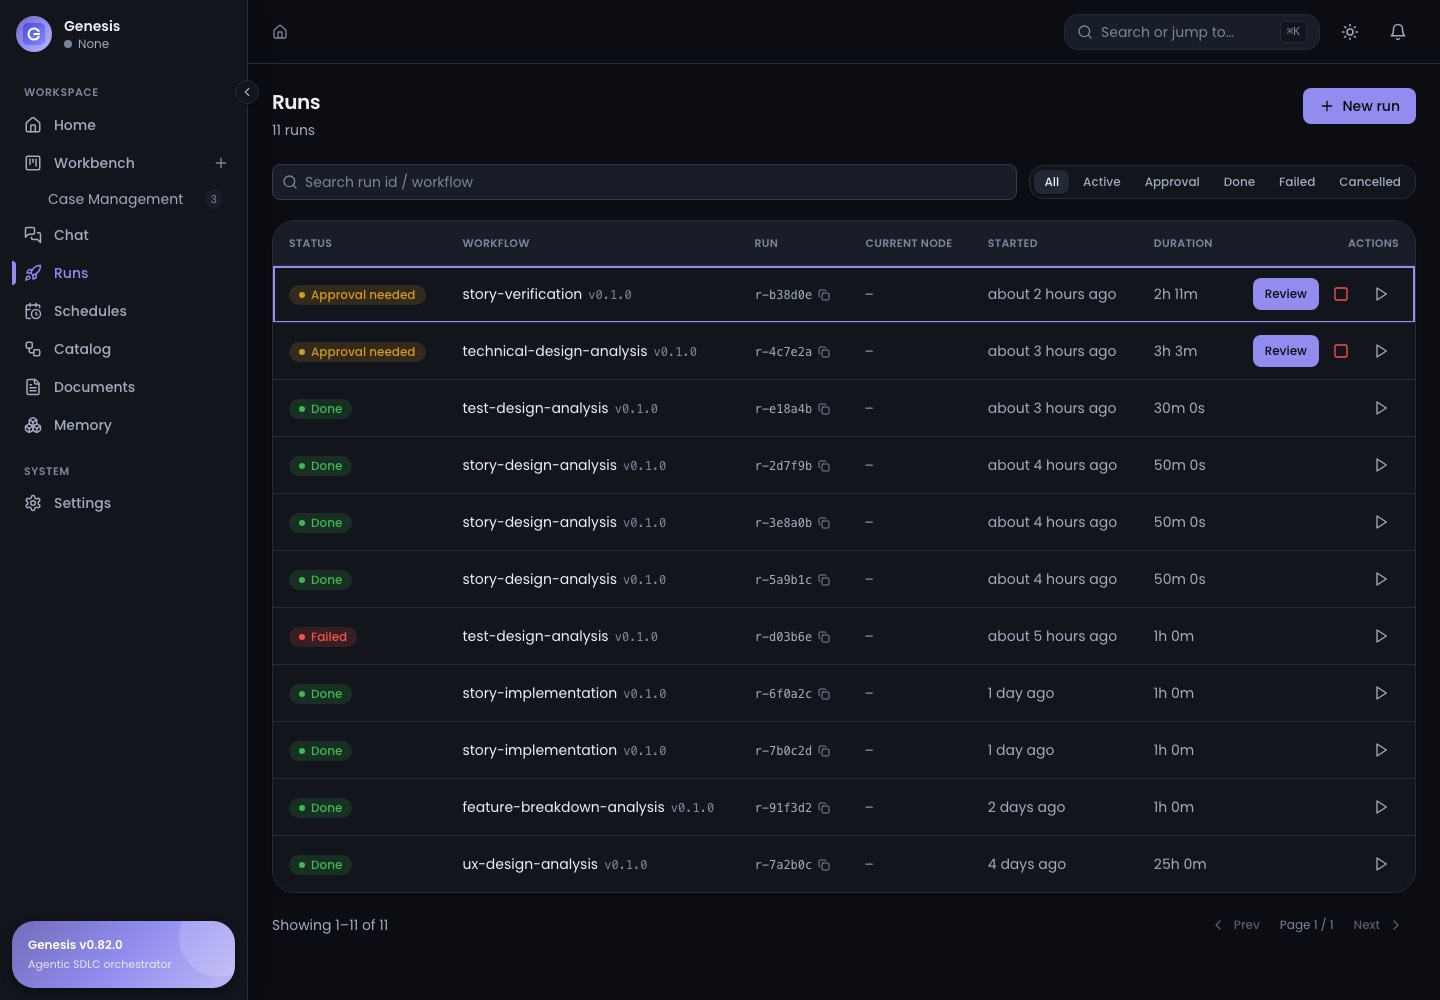 Genesis
None
Search or jump to...
⌘K
WORKSPACE
Home
Workbench
Case Management 3
Chat
Runs
Schedules
Catalog
Documents
Memory
SYSTEM
Settings
Genesis v0.82.0
Agentic SDLC orchestrator
Runs
11 runs
New run
Search run id / workflow
All Active Approval Done Failed Cancelled
STATUS WORKFLOW RUN CURRENT NODE STARTED DURATION ACTIONS
Approval needed story-verification v0.1.0 r-b38d0e – about 2 hours ago 2h 11m Review
Approval needed technical-design-analysis v0.1.0 r-4c7e2a – about 3 hours ago 3h 3m Review
Done test-design-analysis v0.1.0 r-e18a4b – about 3 hours ago 30m 0s
Done story-design-analysis v0.1.0 r-2d7f9b – about 4 hours ago 50m 0s
Done story-design-analysis v0.1.0 r-3e8a0b – about 4 hours ago 50m 0s
Done story-design-analysis v0.1.0 r-5a9b1c – about 4 hours ago 50m 0s
Failed test-design-analysis v0.1.0 r-d03b6e – about 5 hours ago 1h 0m
Done story-implementation v0.1.0 r-6f0a2c – 1 day ago 1h 0m
Done story-implementation v0.1.0 r-7b0c2d – 1 day ago 1h 0m
Done feature-breakdown-analysis v0.1.0 r-91f3d2 – 2 days ago 1h 0m
Done ux-design-analysis v0.1.0 r-7a2b0c – 4 days ago 25h 0m
Showing 1–11 of 11
Prev Page 1 / 1 Next